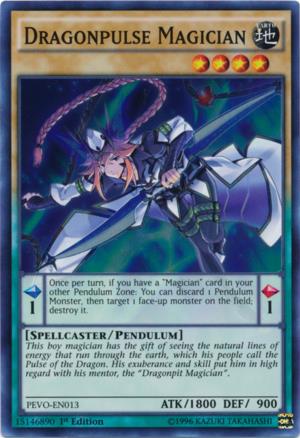 DRAGONPULSE MAGICIAN
EARTH
地
Once per turn, if you have a "Magician" card in your
other Pendulum Zone: You can discard 1 Pendulum
Monster, then target 1 face-up monster on the field;
destroy it.
1
1
[SPELLCASTER/PENDULUM]
This boy magician has the gift of seeing the natural lines of
energy that run through the earth, which his people call the
Pulse of the Dragon. His exuberance and skill put him in high
regard with his mentor, the "Dragonpit Magician".
ATK/1800 DEF/ 900
PEVO-EN013
15146890 1st Edition
©1996 KAZUKI TAKAHASHI